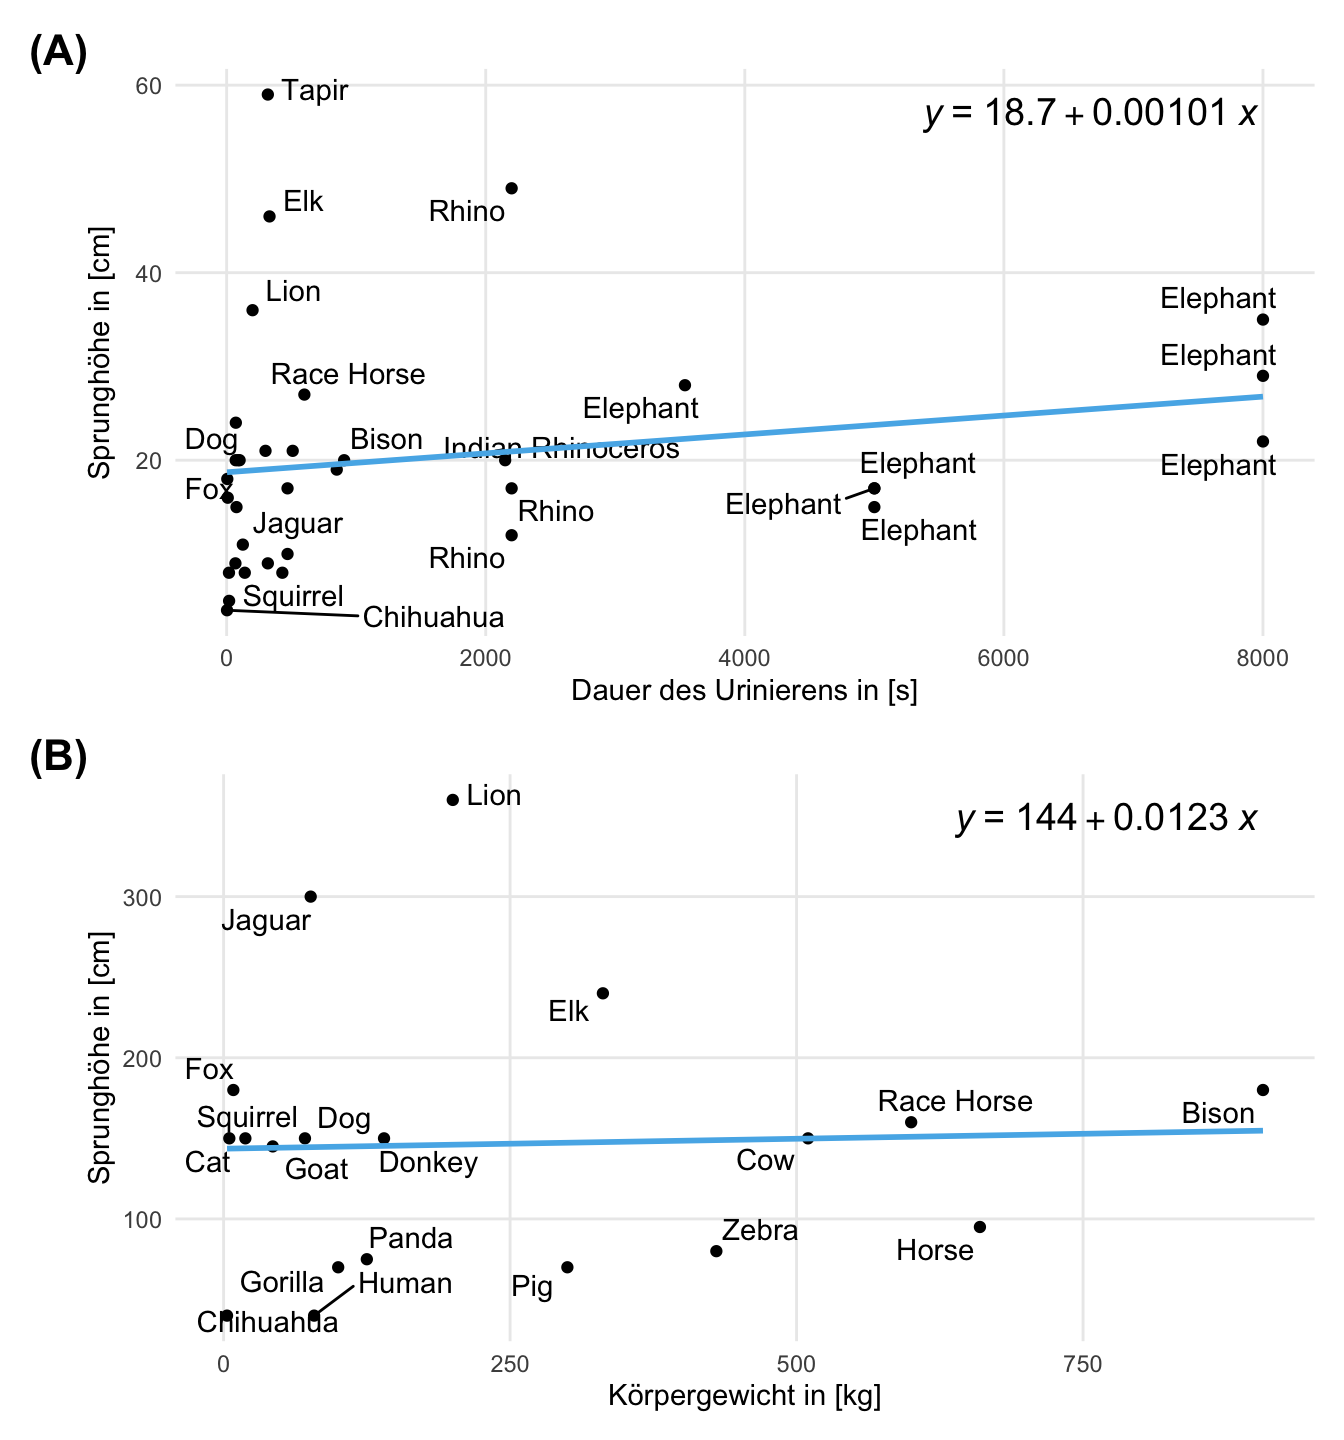 (A)
60
Tapir
y = 18.7 + 0.00101 x
Elk
Rhino
40
Lion
Elephant
Elephant
Race Horse
Elephant
Dog
Bison
Indian Rhinoceros
20
Elephant
Elephant
Fox
Elephant
Rhino
Jaguar
Elephant
Rhino
Squirrel
Chihuahua
Sprunghöhe in [cm]
0
2000
4000
6000
8000
Dauer des Urinierens in [s]
(B)
Lion
y = 144 + 0.0123 x
300
Jaguar
Elk
200
Fox
Race Horse
Bison
Squirrel
Dog
Cat
Goat
Donkey
Cow
100
Zebra
Panda
Horse
Gorilla
Human
Pig
Chihuahua
Sprunghöhe in [cm]
0
250
500
750
Körpergewicht in [kg]